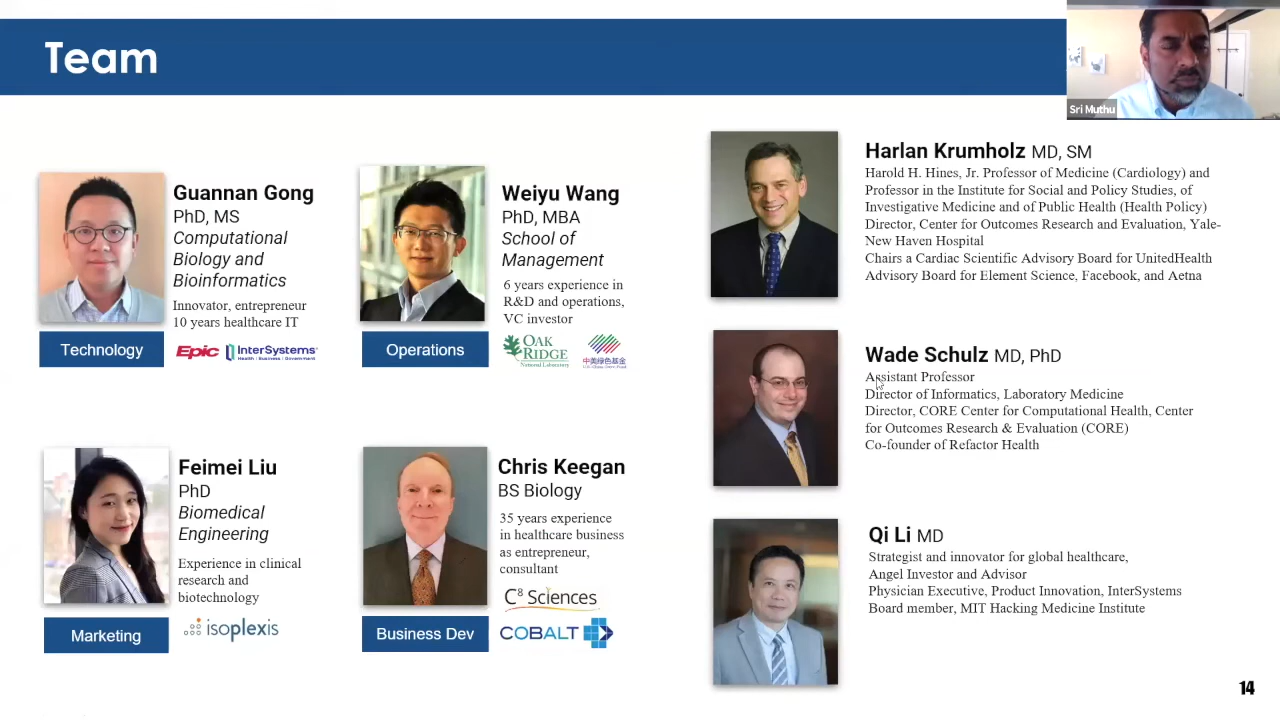 Team
Sri Muthu
Guannan Gong
PhD, MS
Computational
Biology and
Bioinformatics
Innovator, entrepreneur
10 years healthcare IT
Technology
Epic
InterSystems
Health | Business | Government
Weiyu Wang
PhD, MBA
School of
Management
6 years experience in
R&D and operations,
VC investor
Operations
OAK
RIDGE
National Laboratory
中美绿色基金
Feimei Liu
PhD
Biomedical
Engineering
Experience in clinical
research and
biotechnology
Marketing
isoplexis
Chris Keegan
BS Biology
35 years experience
in healthcare business
as entrepreneur,
consultant
Business Dev
C8 Sciences
COBALT
Harlan Krumholz MD, SM
Harold H. Hines, Jr. Professor of Medicine (Cardiology) and
Professor in the Institute for Social and Policy Studies, of
Investigative Medicine and of Public Health (Health Policy)
Director, Center for Outcomes Research and Evaluation, Yale-
New Haven Hospital
Chairs a Cardiac Scientific Advisory Board for UnitedHealth
Advisory Board for Element Science, Facebook, and Aetna
Wade Schulz MD, PhD
Assistant Professor
Director of Informatics, Laboratory Medicine
Director, CORE Center for Computational Health, Center
for Outcomes Research & Evaluation (CORE)
Co-founder of Refactor Health
Qi Li MD
Strategist and innovator for global healthcare,
Angel Investor and Advisor
Physician Executive, Product Innovation, InterSystems
Board member, MIT Hacking Medicine Institute
14